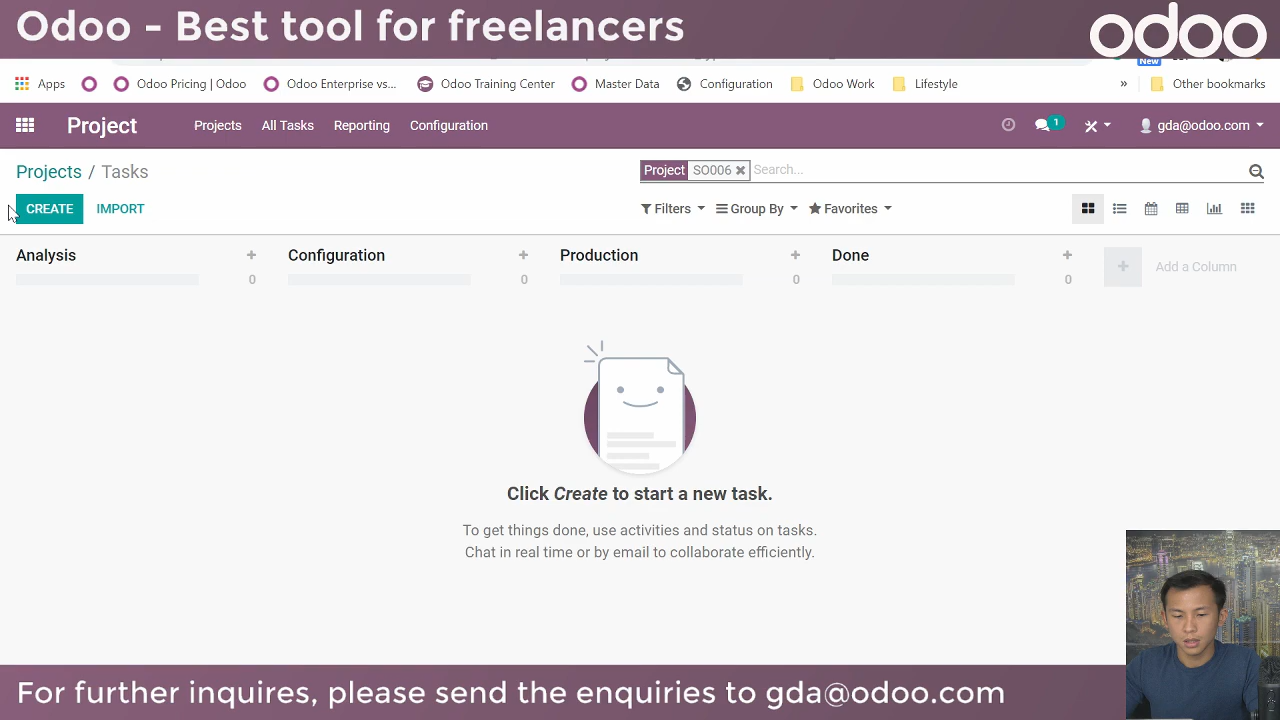 Odoo - Best tool for freelancers
odoo
New
Apps
Odoo Pricing | Odoo
Odoo Enterprise vs...
Odoo Training Center
Master Data
Configuration
Odoo Work
Lifestyle
»
Other bookmarks
Project
Projects
All Tasks
Reporting
Configuration
1
gda@odoo.com
Projects / Tasks
Project SO006
Search...
CREATE
IMPORT
Filters
Group By
Favorites
Analysis
0
Configuration
0
Production
0
Done
0
Add a Column
Click Create to start a new task.
To get things done, use activities and status on tasks.
Chat in real time or by email to collaborate efficiently.
For further inquires, please send the enquiries to gda@odoo.com